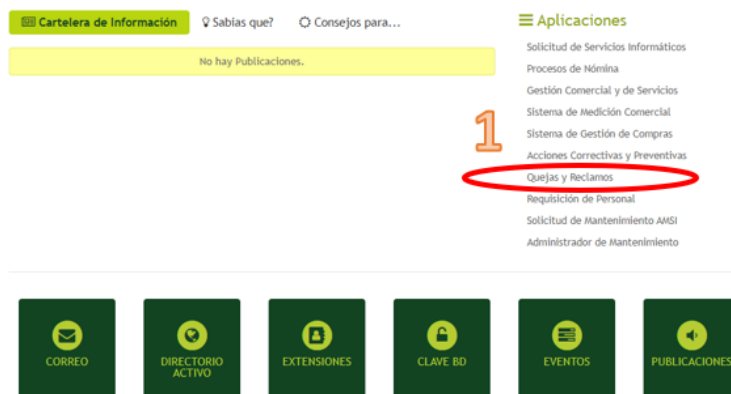 Cartelera de Información
Sabias que?
Consejos para...
No hay Publicaciones.
Aplicaciones
Solicitud de Servicios Informáticos
Procesos de Nómina
Gestión Comercial y de Servicios
Sistema de Medición Comercial
Sistema de Gestión de Compras
Acciones Correctivas y Preventivas
1
Quejas y Reclamos
Requisición de Personal
Solicitud de Mantenimiento AMSI
Administrador de Mantenimiento
CORREO
DIRECTORIO
ACTIVO
EXTENSIONES
CLAVE BD
EVENTOS
PUBLICACIONES